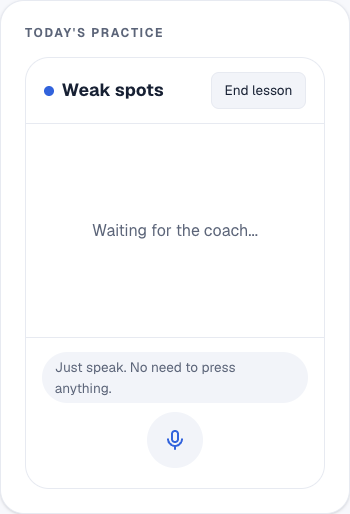 TODAY'S PRACTICE
Weak spots
End lesson
Waiting for the coach...
Just speak. No need to press
anything.